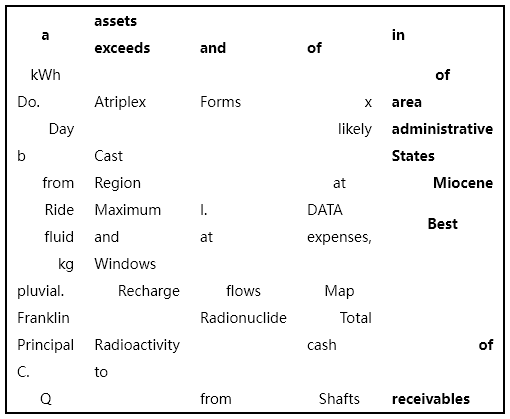 a assets exceeds and of in
kWh of
Do. Atriplex Forms x area
Day likely administrative
b Cast States
from Region at Miocene
Ride Maximum I. DATA Best
fluid and at expenses,
kg Windows
pluvial. Recharge flows Map
Franklin Radionuclide Total
Principal Radioactivity cash of
C. to
Q from Shafts receivables